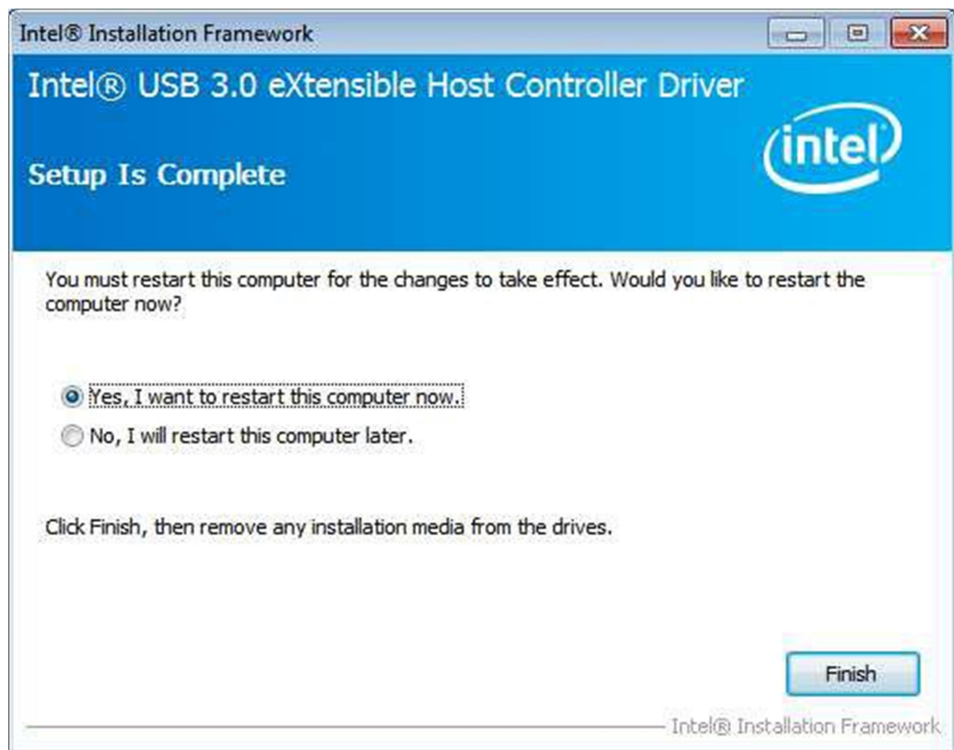 Intel® Installation Framework
Intel® USB 3.0 eXtensible Host Controller Driver
intel
Setup Is Complete
You must restart this computer for the changes to take effect. Would you like to restart the
computer now?
Yes, I want to restart this computer now.
No, I will restart this computer later.
Click Finish, then remove any installation media from the drives.
Finish
Intel® Installation Framework